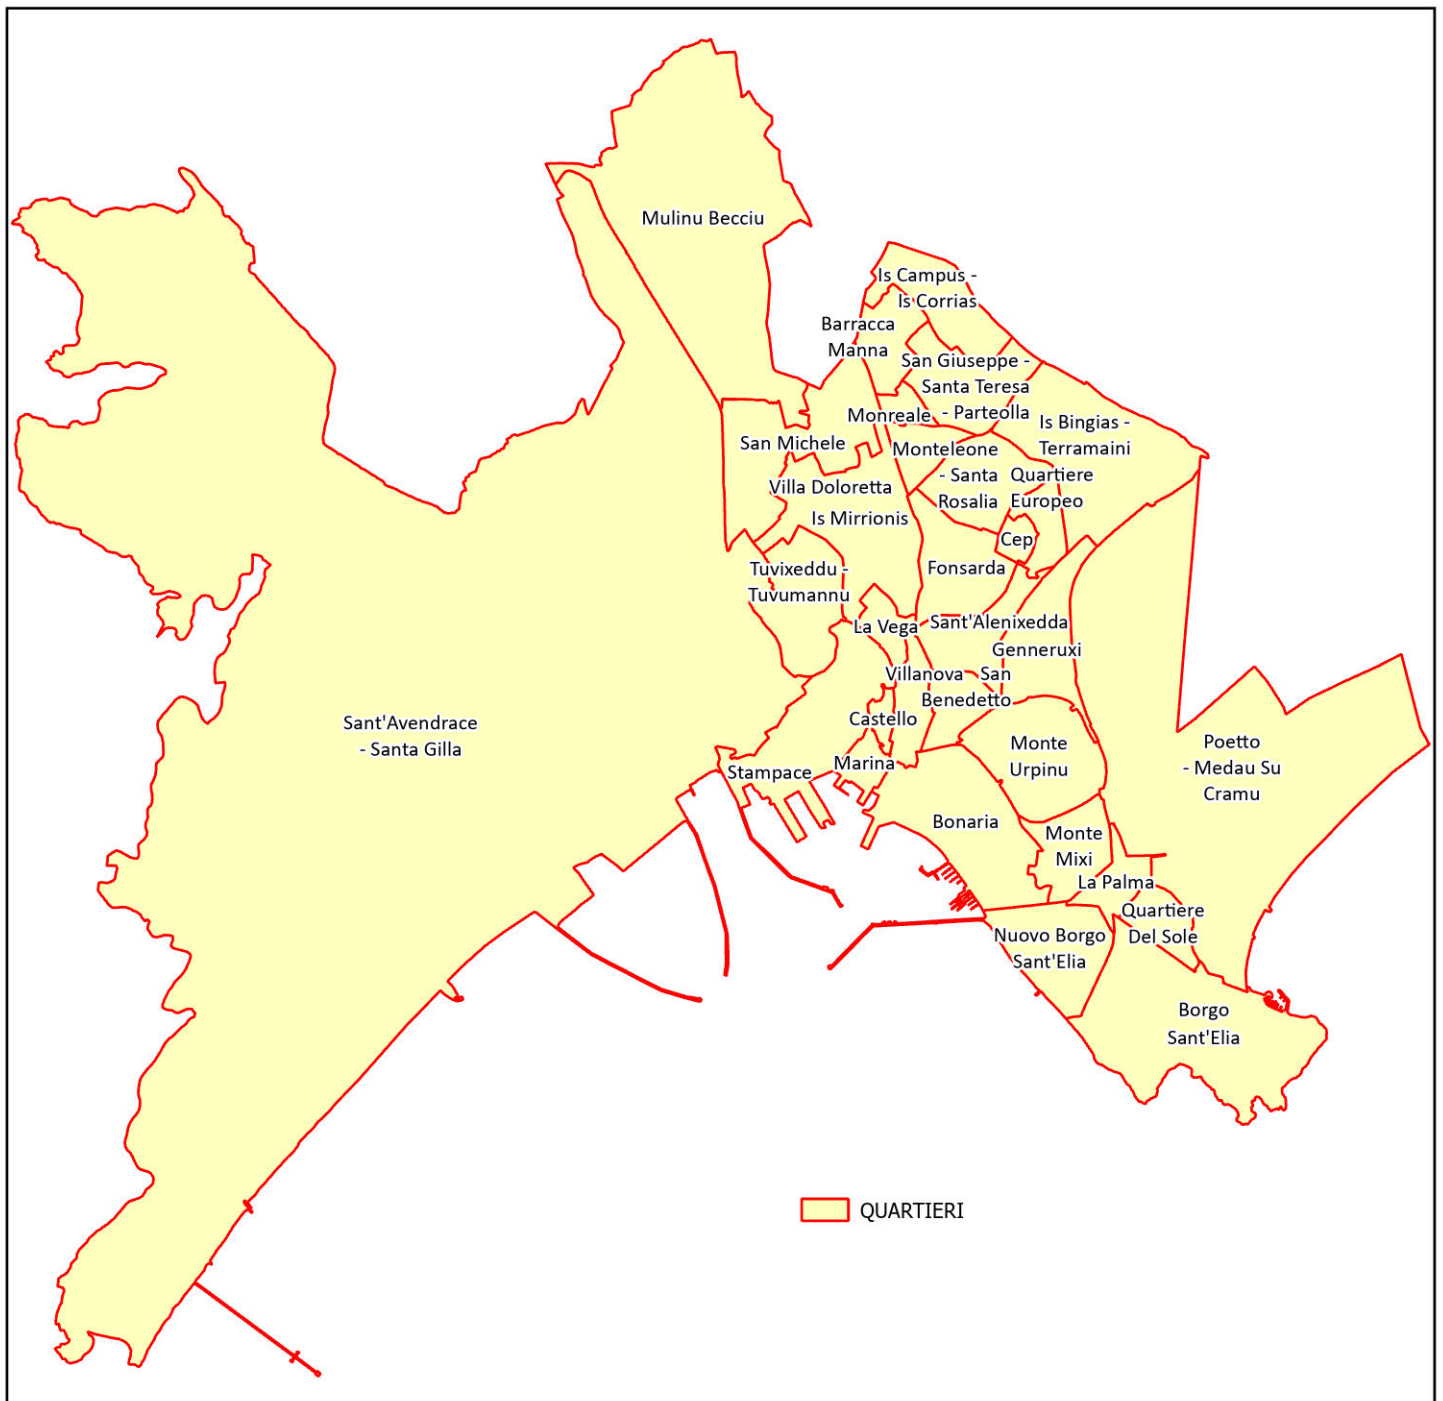 Mulinu Becciu
Is Campus -
Is Corrias
Barracca
Manna
San Giuseppe -
Santa Teresa
- Parteolla
Monreale
Is Bingias -
Terramaini
San Michele
Monteleone
- Santa
Rosalia
Quartiere
Europeo
Villa Doloretta
Is Mirrionis
Cep
Fonsarda
Tuvixeddu -
Tuvumannu
La Vega
Sant'Alenixedda
Genneruxi
Villanova
San
Benedetto
Castello
Sant'Avendrace
- Santa Gilla
Monte
Urpinu
Poetto
- Medau Su
Cramu
Marina
Stampace
Bonaria
Monte
Mixi
La Palma
Quartiere
Del Sole
Nuovo Borgo
Sant'Elia
Borgo
Sant'Elia
QUARTIERI